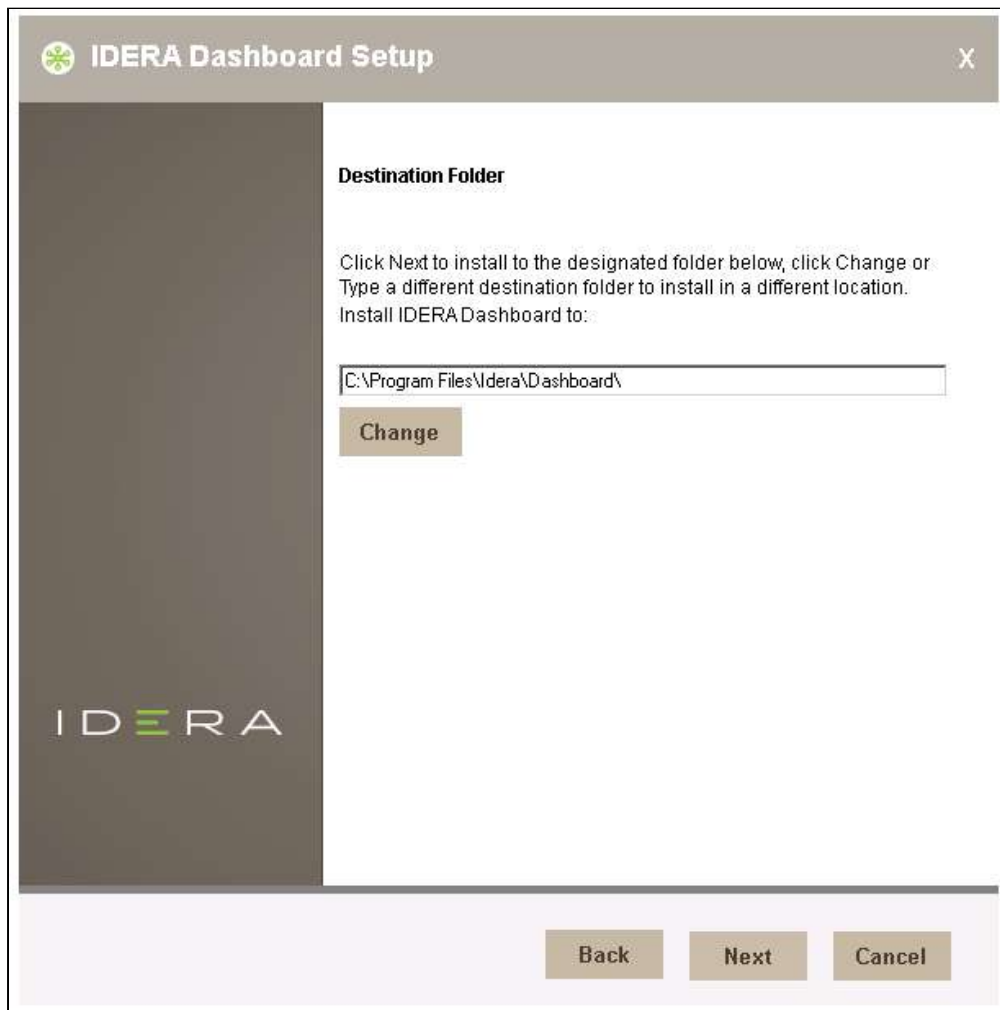 IDERA Dashboard Setup
X
Destination Folder
Click Next to install to the designated folder below, click Change or
Type a different destination folder to install in a different location.
Install IDERA Dashboard to:
C:\Program Files\Idera\Dashboard\
Change
IDERA
Back
Next
Cancel